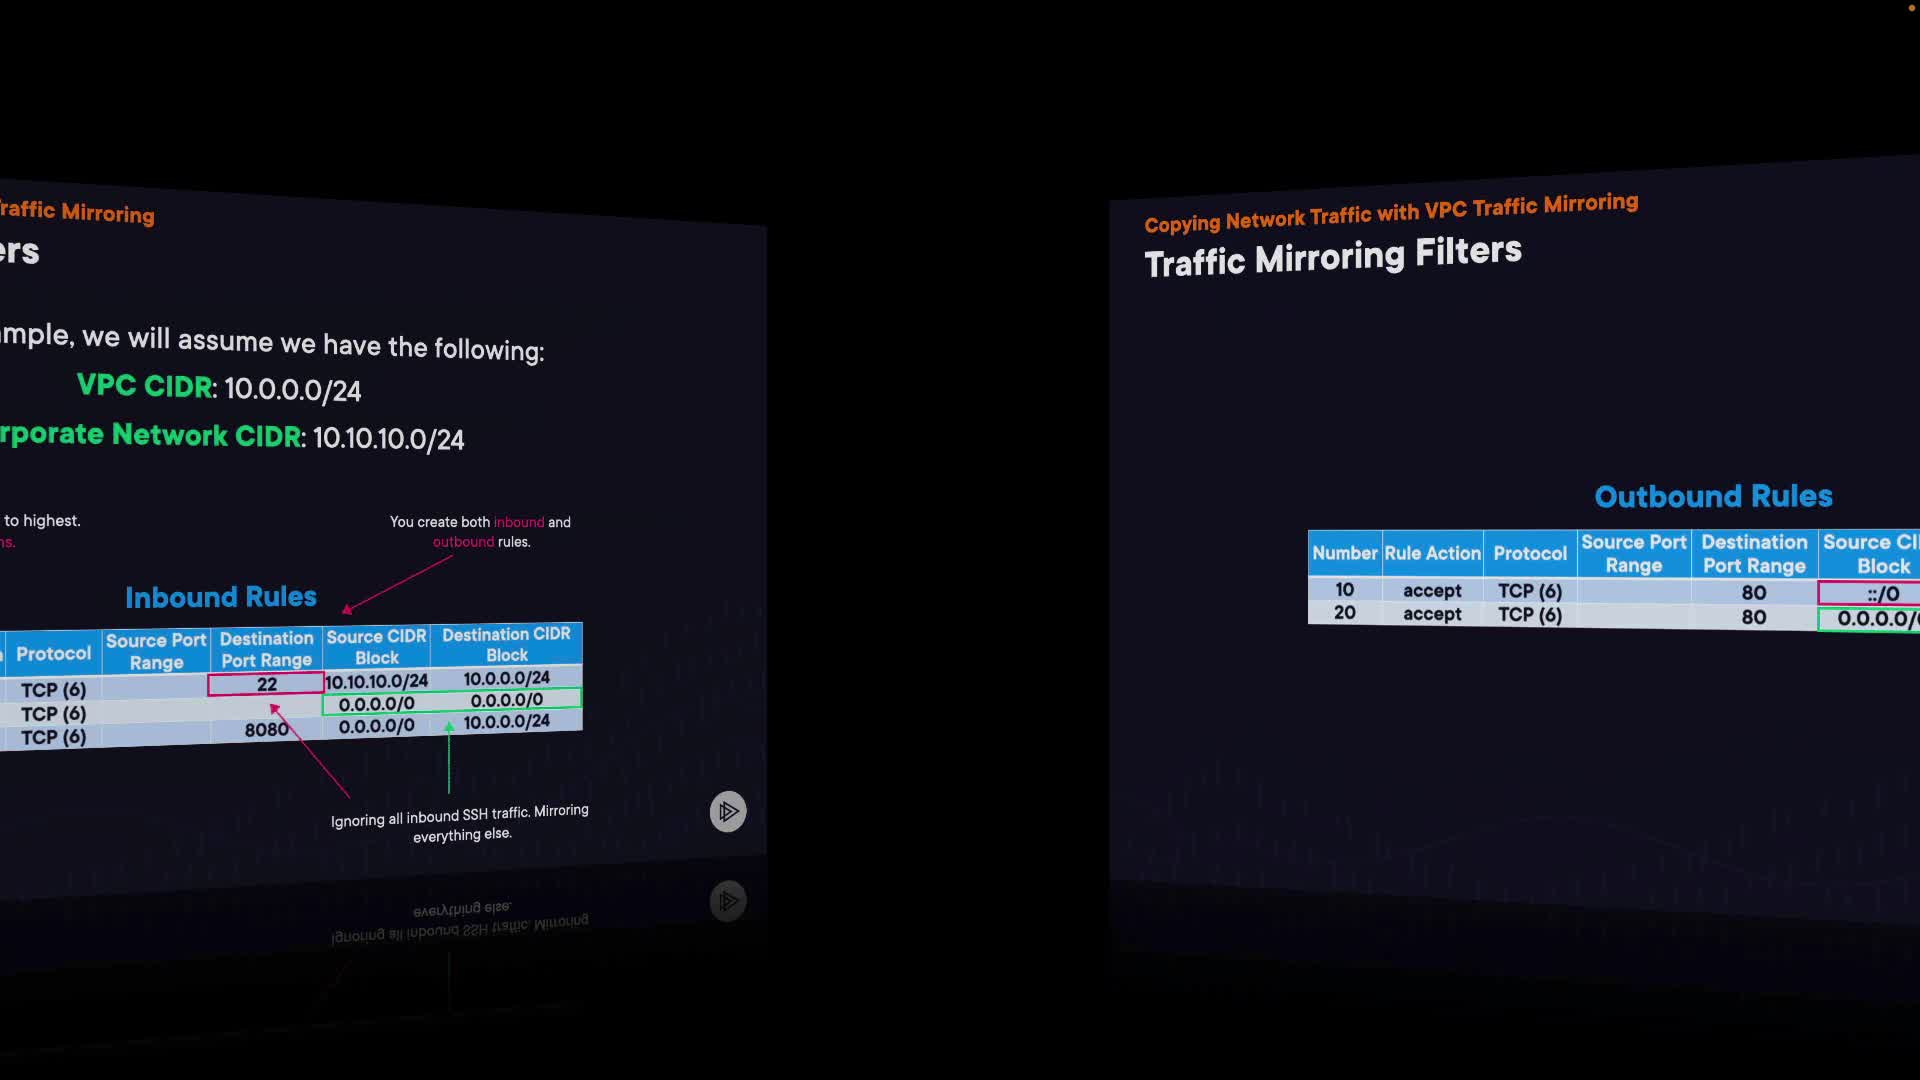 Traffic Mirroring
ers
ample, we will assume we have the following:
VPC CIDR: 10.0.0.0/24
rporate Network CIDR: 10.10.10.0/24
to highest.
ns.
You create both inbound and
outbound rules.
Inbound Rules
Protocol Source Port Range Destination Port Range Source CIDR Block Destination CIDR Block
TCP (6) 22 10.10.10.0/24 10.0.0.0/24
TCP (6) 0.0.0.0/0 0.0.0.0/0
TCP (6) 8080 0.0.0.0/0 10.0.0.0/24
Ignoring all inbound SSH traffic. Mirroring
everything else.
Copying Network Traffic with VPC Traffic Mirroring
Traffic Mirroring Filters
Outbound Rules
Number Rule Action Protocol Source Port Range Destination Port Range Source CI Block
10 accept TCP (6) 80 ::/0
20 accept TCP (6) 80 0.0.0.0/